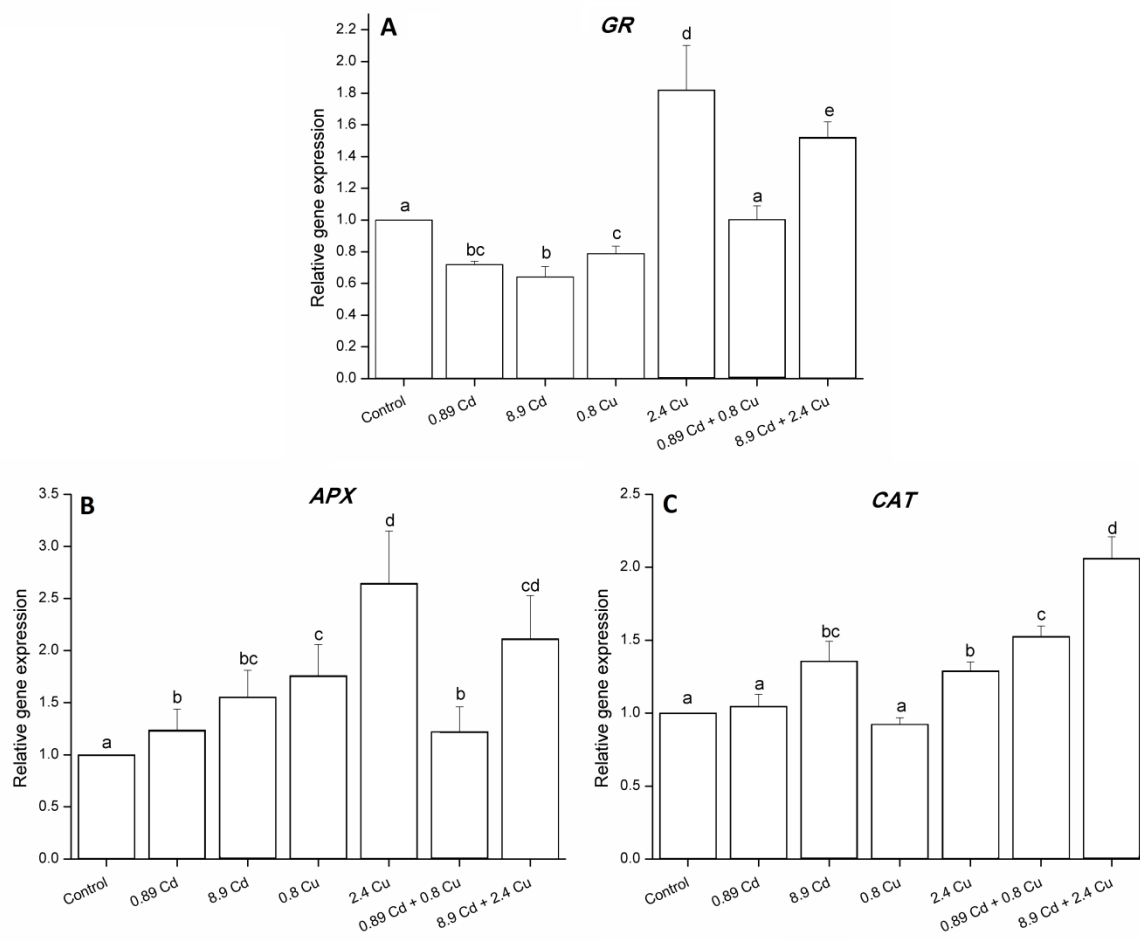 A
GR
Relative gene expression
2.2
2.0
1.8
1.6
1.4
1.2
1.0
0.8
0.6
0.4
0.2
0.0
a
bc
b
c
d
a
e
Control
0.89 Cd
8.9 Cd
0.8 Cu
2.4 Cu
0.89 Cd + 0.8 Cu
8.9 Cd + 2.4 Cu
B
APX
Relative gene expression
3.5
3.0
2.5
2.0
1.5
1.0
0.5
0.0
a
b
bc
c
d
b
cd
Control
0.89 Cd
8.9 Cd
0.8 Cu
2.4 Cu
0.89 Cd + 0.8 Cu
8.9 Cd + 2.4 Cu
C
CAT
Relative gene expression
2.5
2.0
1.5
1.0
0.5
0.0
a
a
bc
a
b
c
d
Control
0.89 Cd
8.9 Cd
0.8 Cu
2.4 Cu
0.89 Cd + 0.8 Cu
8.9 Cd + 2.4 Cu